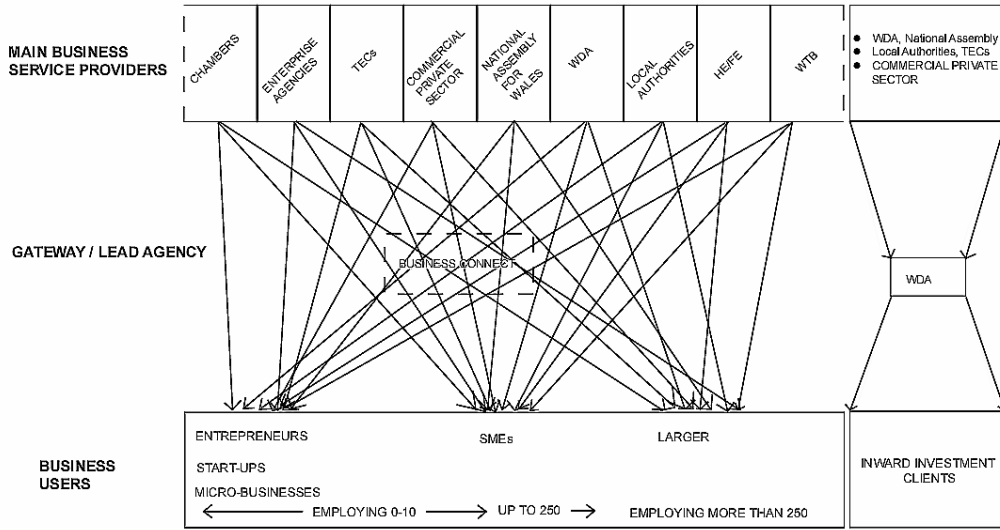 MAIN BUSINESS
SERVICE PROVIDERS
CHAMBERS
ENTERPRISE
AGENCIES
TECs
COMMERCIAL
PRIVATE
SECTOR
NATIONAL
ASSEMBLY
FOR
WALES
WDA
LOCAL
AUTHORITIES
HE/FE
WTB
• WDA, National Assembly
• Local Authorities, TECs
• COMMERCIAL PRIVATE
SECTOR
GATEWAY / LEAD AGENCY
BUSINESS CONNECT
WDA
BUSINESS
USERS
ENTREPRENEURS
START-UPS
MICRO-BUSINESSES
EMPLOYING 0-10
SMEs
UP TO 250
LARGER
EMPLOYING MORE THAN 250
INWARD INVESTMENT
CLIENTS